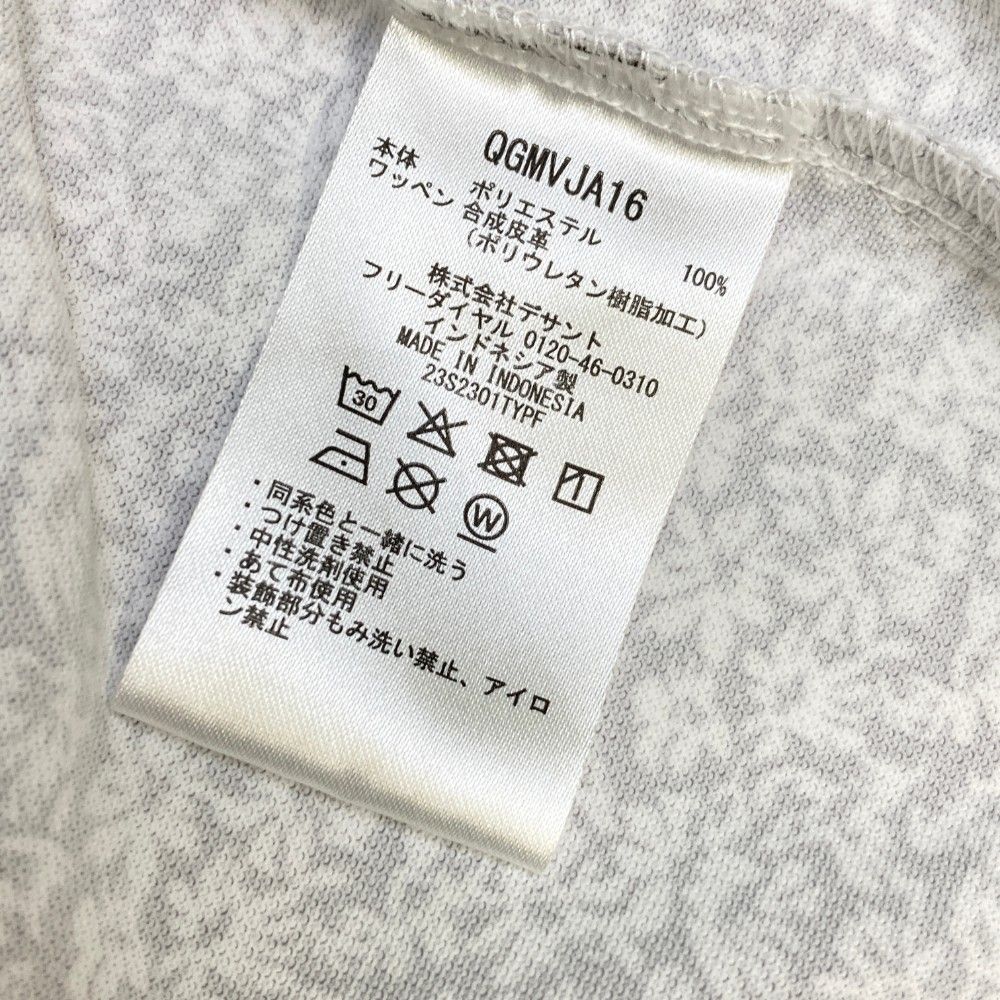 QGMVJA16
本体 ポリエステル 100%
ワッペン 合成皮革
(ポリウレタン樹脂加工)
株式会社デサント
フリーダイヤル 0120-46-0310
インドネシア製
MADE IN INDONESIA
23S2301TYPF
30
W
・同系色と一緒に洗う
・つけ置き禁止
・中性洗剤使用
・あて布使用
・装飾部分もみ洗い禁止、アイロ
ン禁止